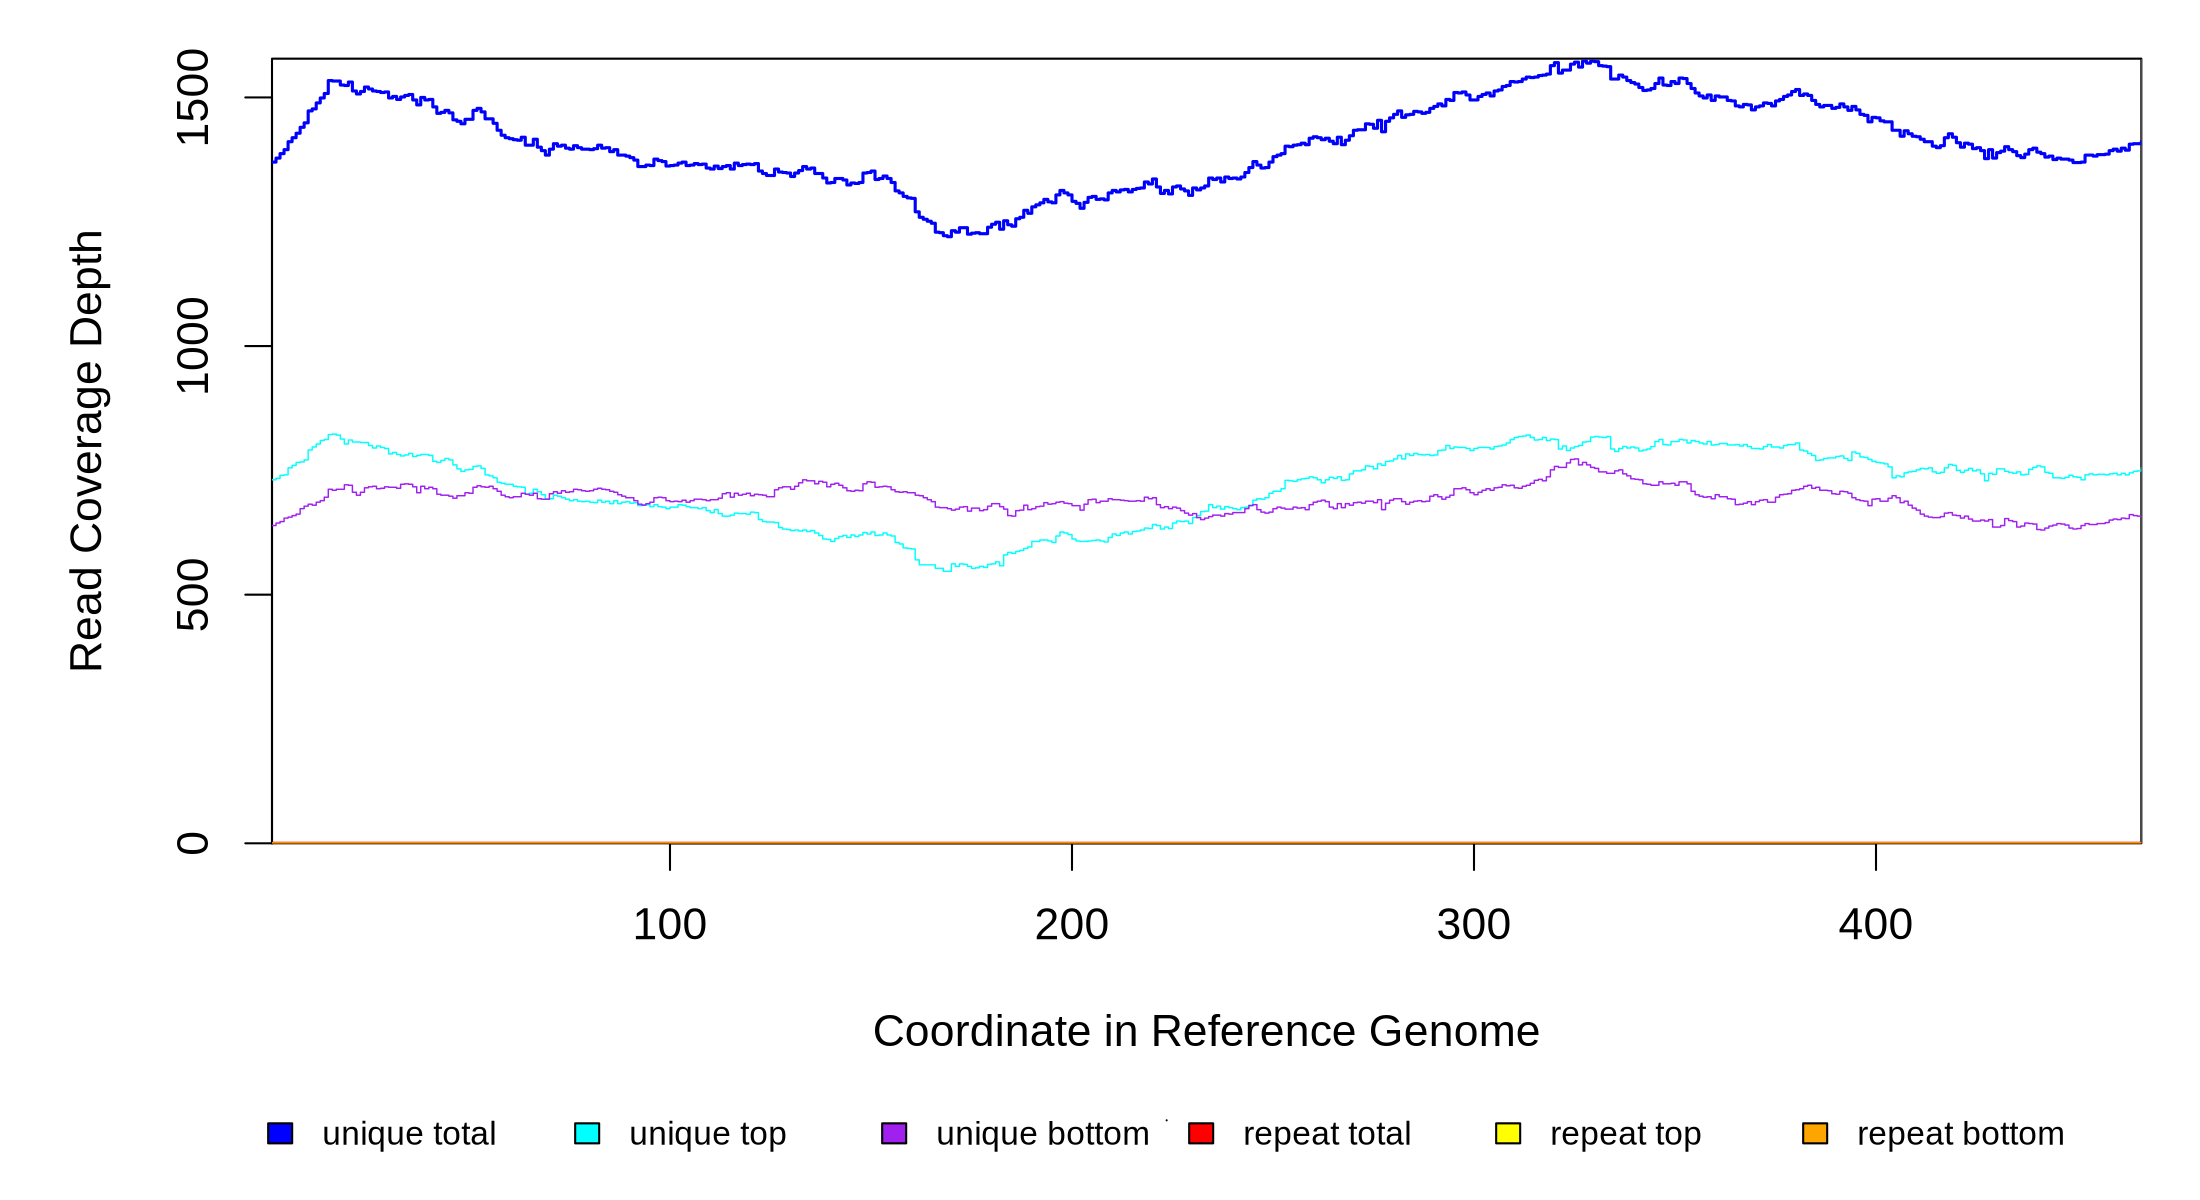 Read Coverage Depth
1500
1000
500
0
100 200 300 400
Coordinate in Reference Genome
unique total unique top unique bottom repeat total repeat top repeat bottom